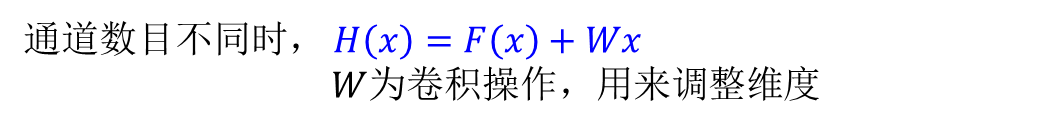 通道数目不同时，H(x) = F(x) + Wx
W为卷积操作，用来调整维度